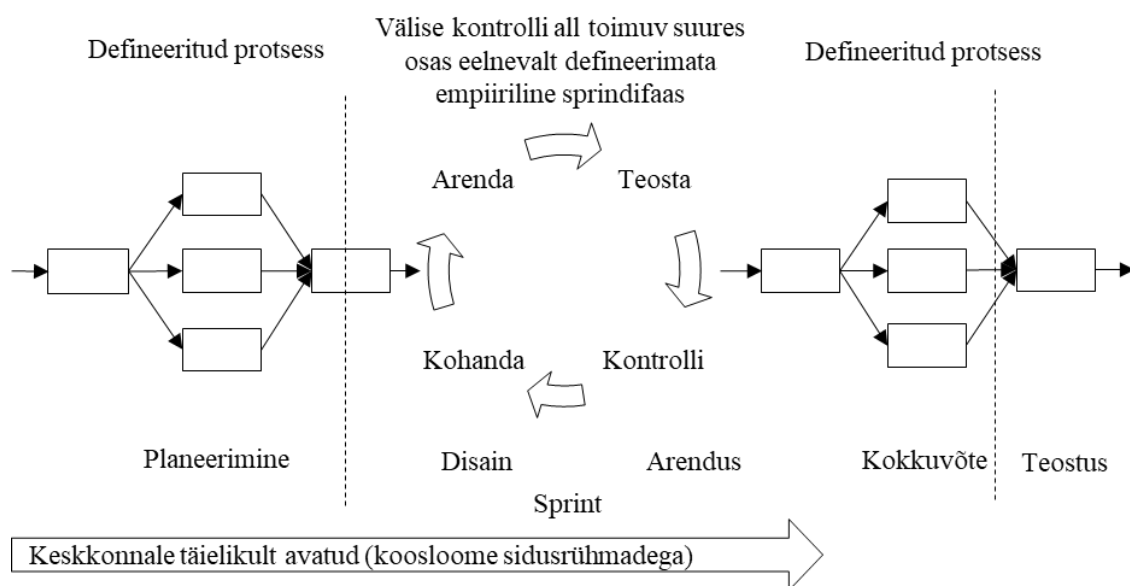 Defineeritud protsess
Välise kontrolli all toimuv suures
osas eelnevalt defineerimata
empiiriline sprindifaas
Defineeritud protsess
Arenda
Teosta
Kohanda
Kontrolli
Planeerimine
Disain
Arendus
Kokkuvõte
Teostus
Sprint
Keskkonnale täielikult avatud (koosloome sidusrühmadega)